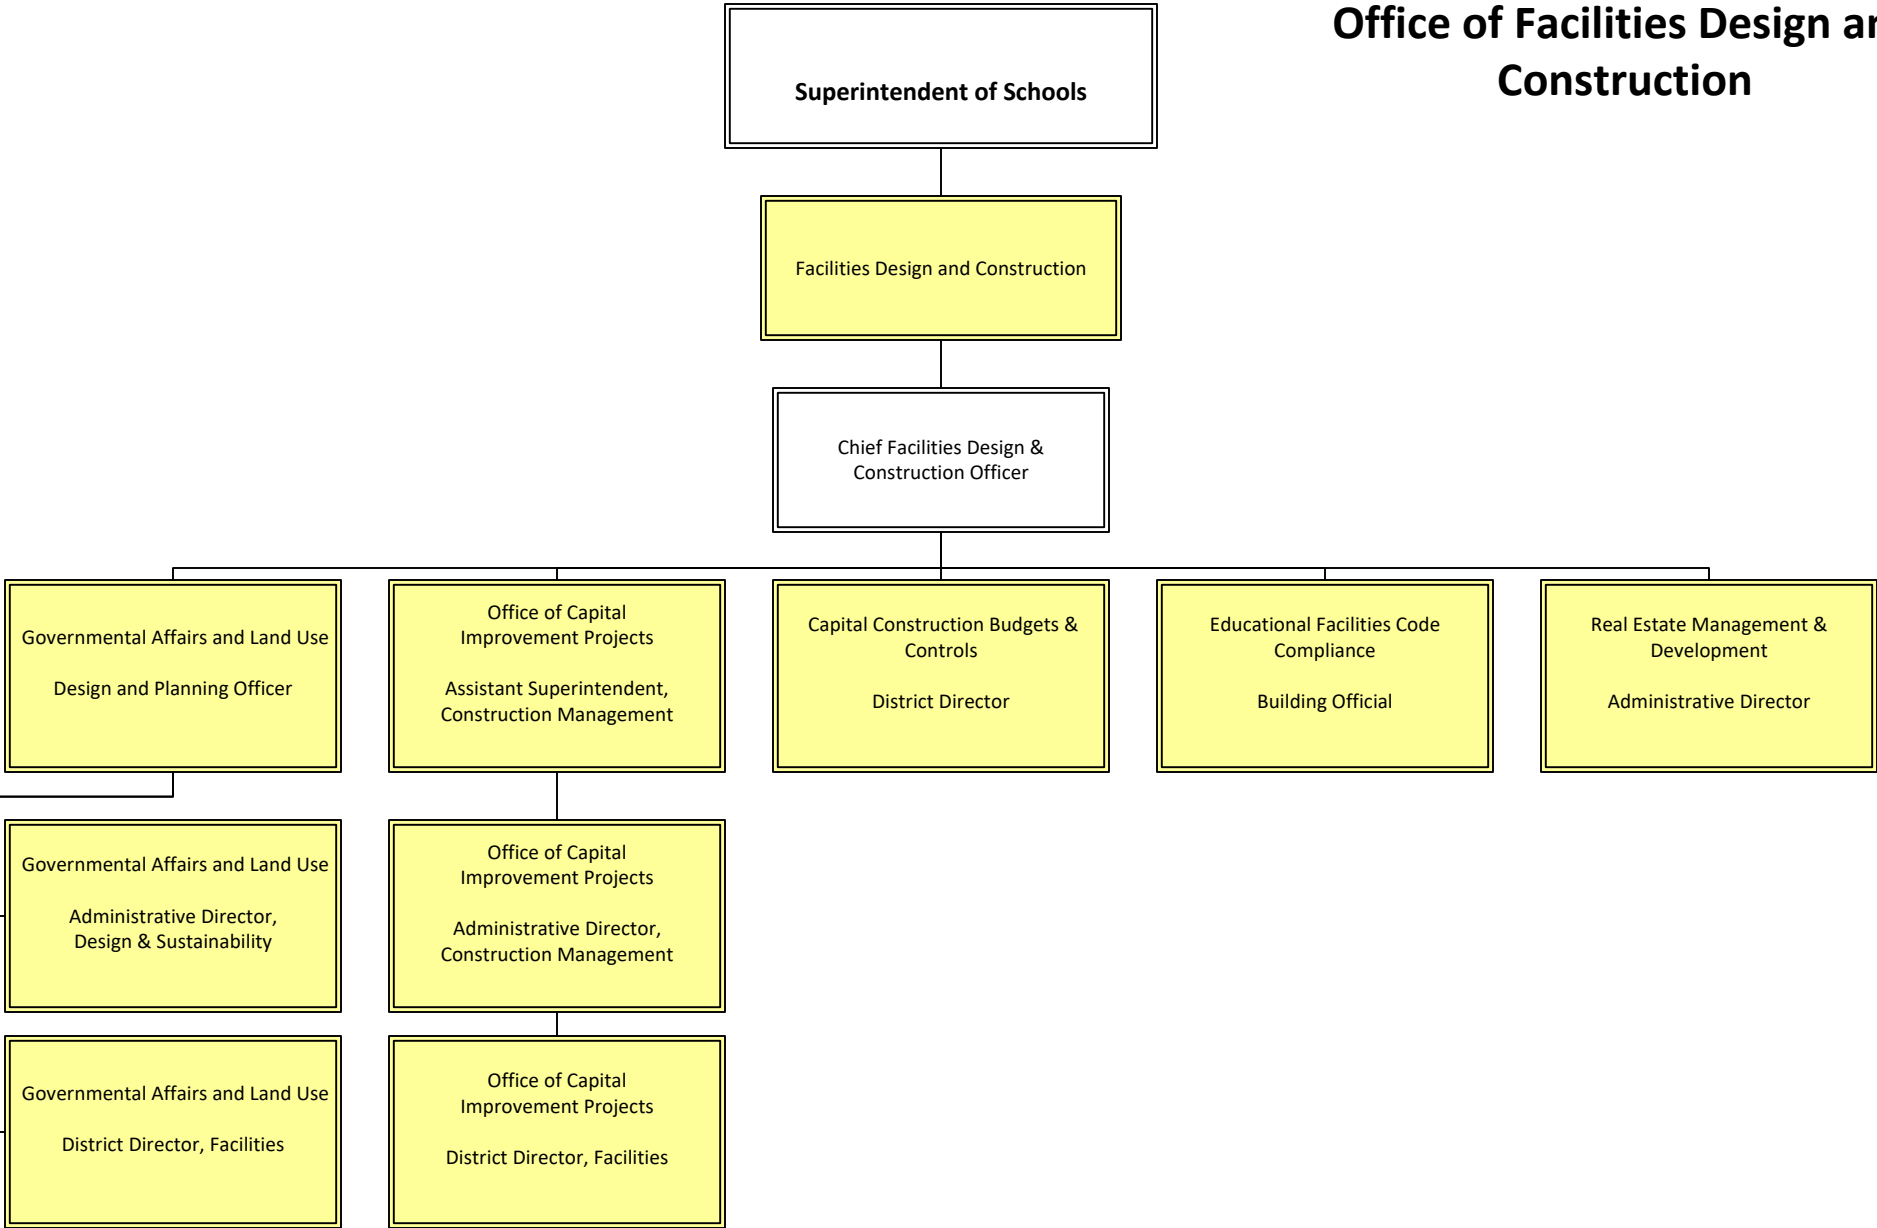 Office of Facilities Design
Construction
Superintendent of Schools
Facilities Design and Construction
Chief Facilities Design &
Construction Officer
Governmental Affairs and Land Use
Design and Planning Officer
Office of Capital
Improvement Projects
Assistant Superintendent,
Construction Management
Capital Construction Budgets &
Controls
District Director
Educational Facilities Code
Compliance
Building Official
Real Estate Management &
Development
Administrative Director
Governmental Affairs and Land Use
Administrative Director,
Design & Sustainability
Office of Capital
Improvement Projects
Administrative Director,
Construction Management
Governmental Affairs and Land Use
District Director, Facilities
Office of Capital
Improvement Projects
District Director, Facilities